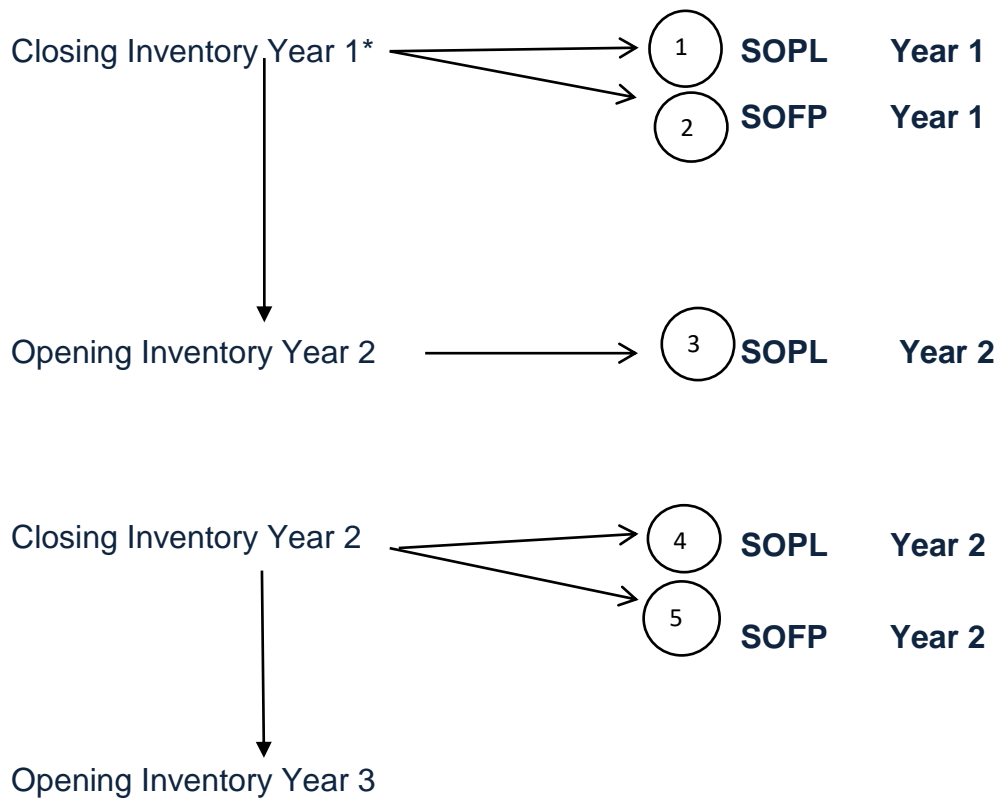 Closing Inventory Year 1* 1 SOPL Year 1
2 SOFP Year 1
Opening Inventory Year 2 3 SOPL Year 2
Closing Inventory Year 2 4 SOPL Year 2
5 SOFP Year 2
Opening Inventory Year 3